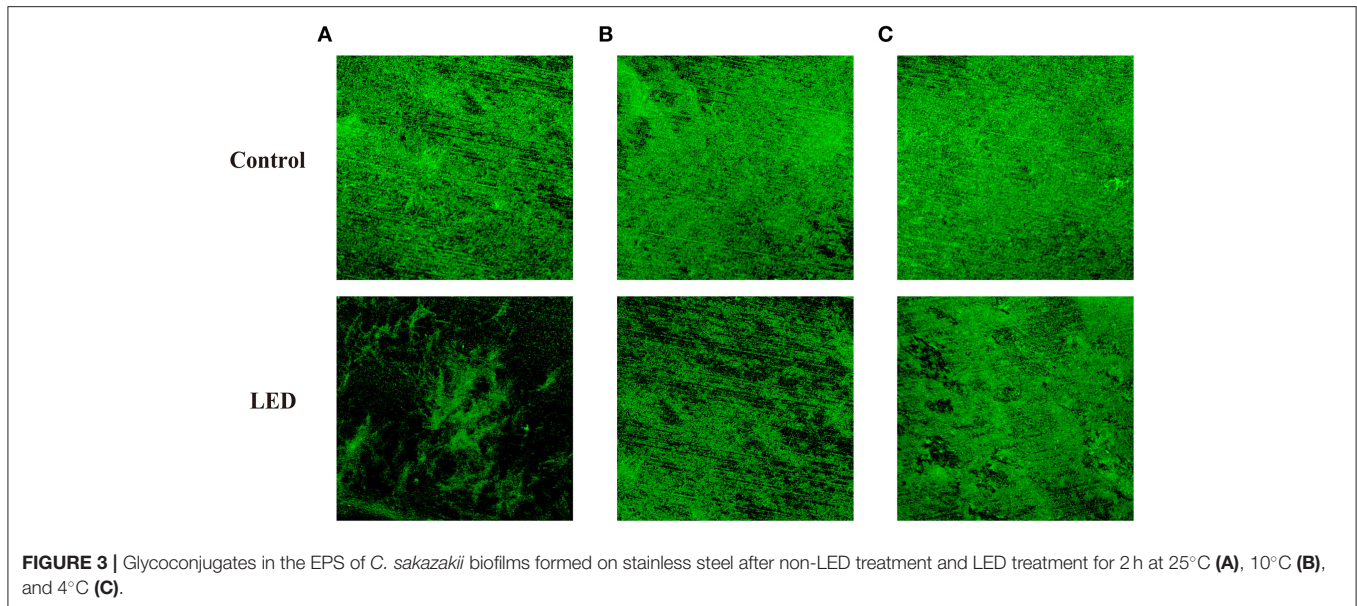 A B C
Control
LED
FIGURE 3 | Glycoconjugates in the EPS of C. sakazakii biofilms formed on stainless steel after non-LED treatment and LED treatment for 2 h at 25°C (A), 10°C (B),
and 4°C (C).